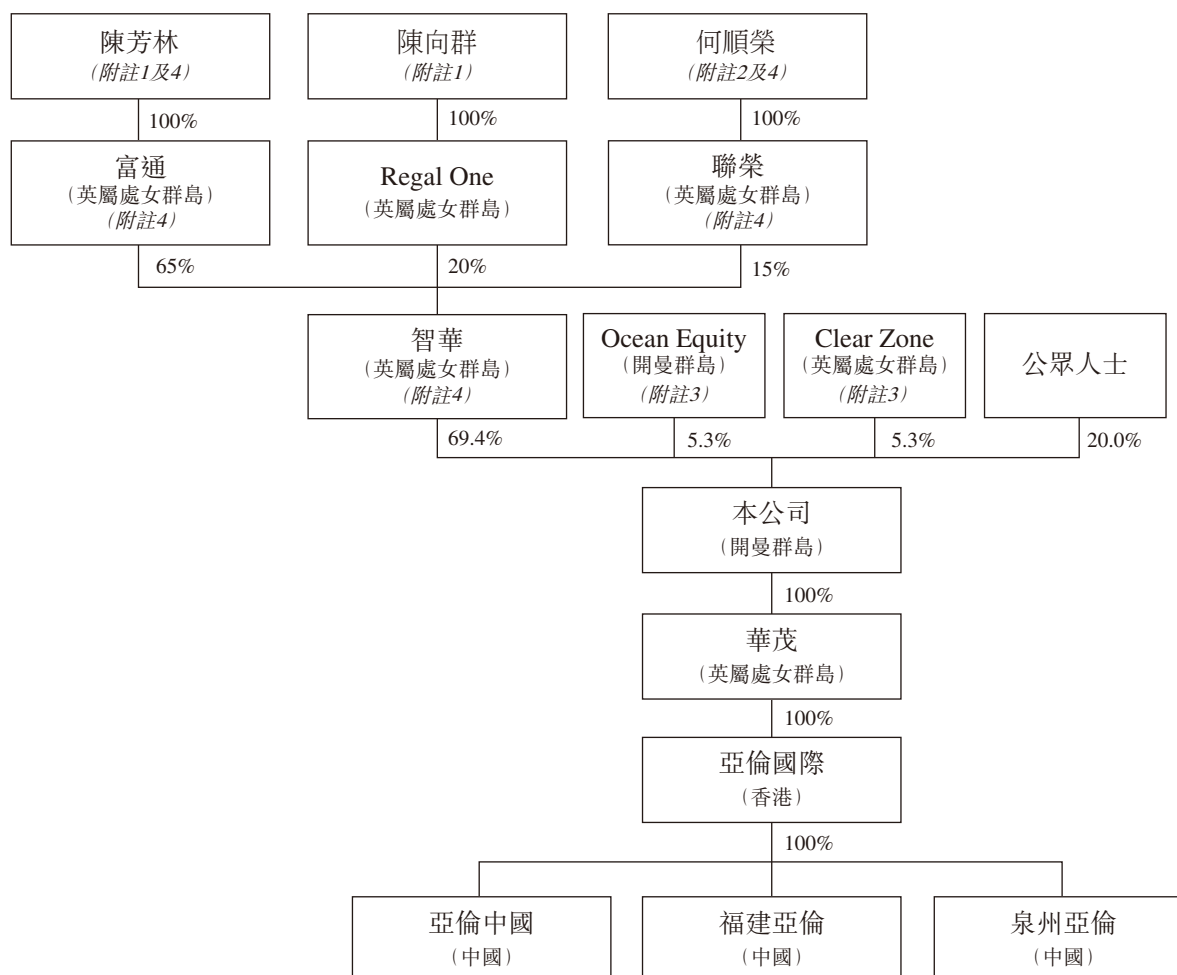 陳芳林
(附註1及4)
陳向群
(附註1)
何順榮
(附註2及4)
100%
100%
100%
富通
(英屬處女群島)
(附註4)
Regal One
(英屬處女群島)
聯榮
(英屬處女群島)
(附註4)
65%
20%
15%
智華
(英屬處女群島)
(附註4)
Ocean Equity
(開曼群島)
(附註3)
Clear Zone
(英屬處女群島)
(附註3)
公眾人士
69.4%
5.3%
5.3%
20.0%
本公司
(開曼群島)
100%
華茂
(英屬處女群島)
100%
亞倫國際
(香港)
100%
亞倫中國
(中國)
福建亞倫
(中國)
泉州亞倫
(中國)